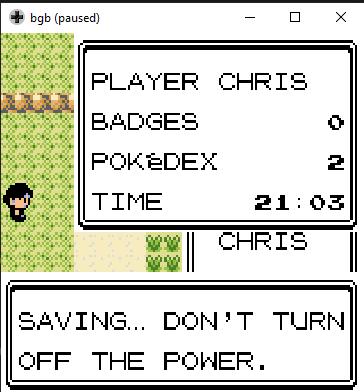 bgb (paused)
PLAYER CHRIS
BADGES 0
POKéDEX 2
TIME 21:03
CHRIS
SAVING… DON'T TURN
OFF THE POWER.